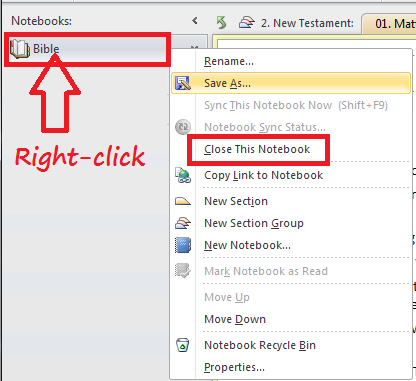 Notebooks:
2. New Testament:
01. Mat
Bible
Right-click
Rename...
Save As...
Sync This Notebook Now (Shift+F9)
Notebook Sync Status...
Close This Notebook
Copy Link to Notebook
New Section
New Section Group
New Notebook...
Mark Notebook as Read
Move Up
Move Down
Notebook Recycle Bin
Properties...